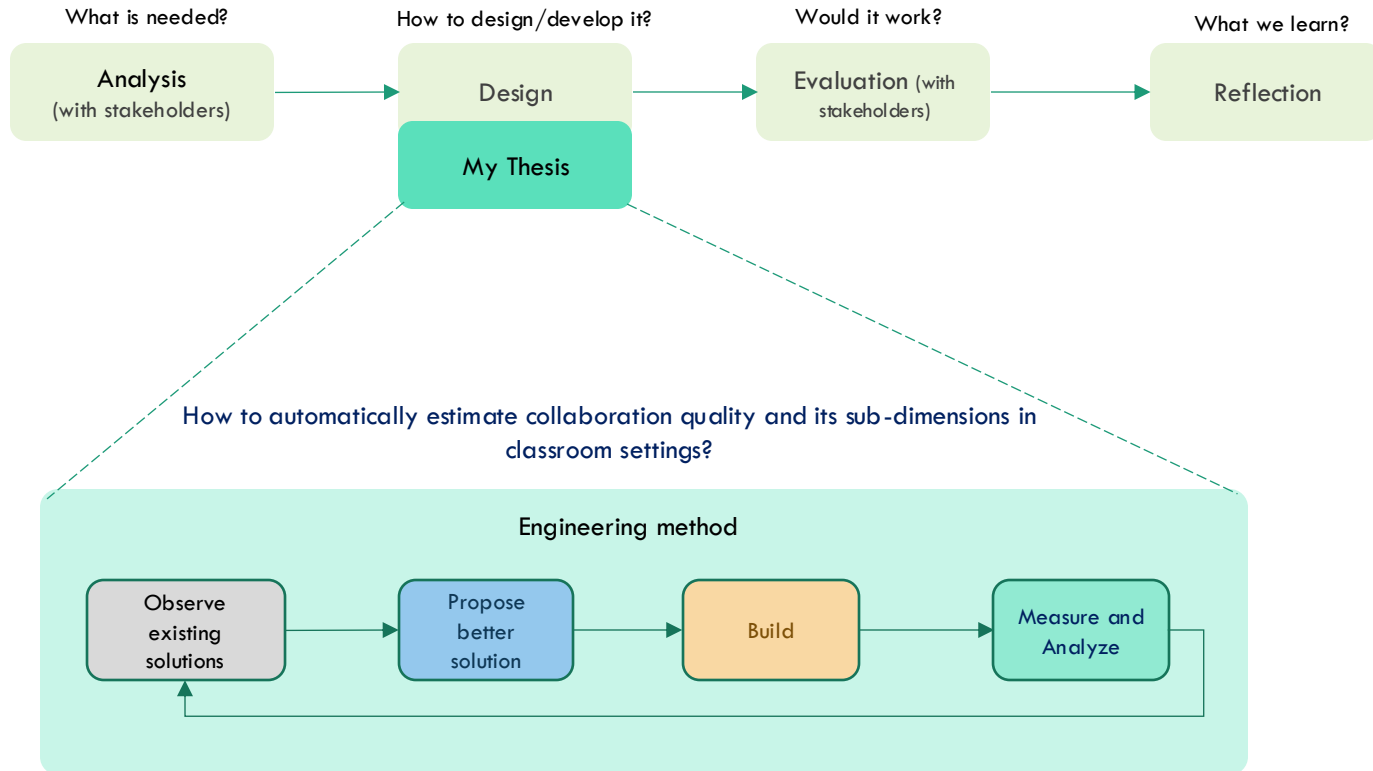 What is needed?
How to design/develop it?
Would it work?
What we learn?
Analysis
(with stakeholders)
Design
Evaluation (with
stakeholders)
Reflection
My Thesis
How to automatically estimate collaboration quality and its sub-dimensions in
classroom settings?
Engineering method
Observe
existing
solutions
Propose
better
solution
Build
Measure and
Analyze